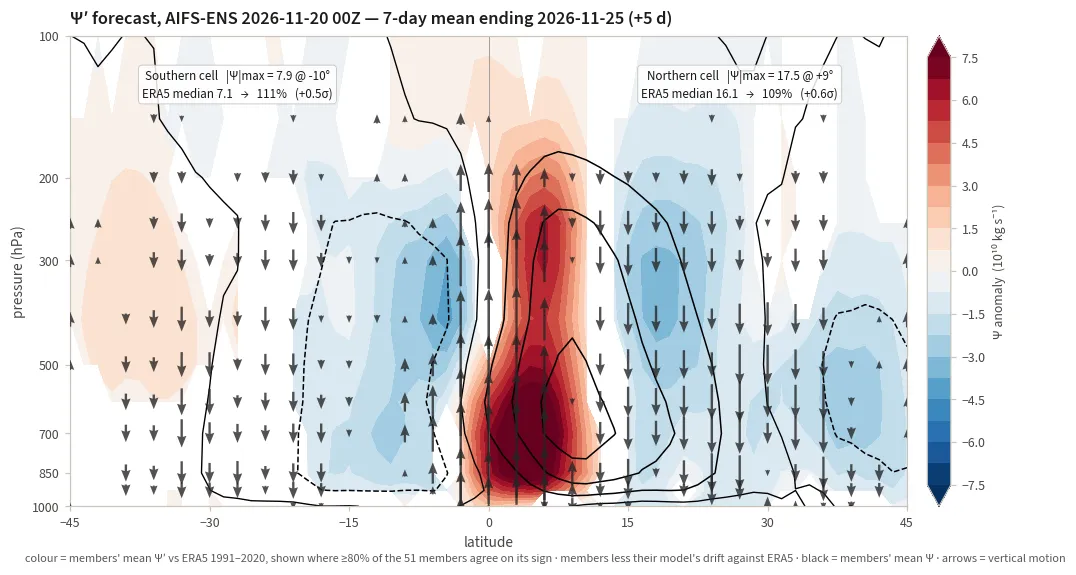 Ψ′ forecast, AIFS-ENS 2026-11-20 00Z — 7-day mean ending 2026-11-25 (+5 d)
Southern cell |Ψ|max = 7.9 @ -10°
ERA5 median 7.1 → 111% (+0.5σ)
Northern cell |Ψ|max = 17.5 @ +9°
ERA5 median 16.1 → 109% (+0.6σ)
100
200
300
400
500
700
850
1000
pressure (hPa)
−45
−30
−15
0
15
30
45
latitude
7.5
6.0
4.5
3.0
1.5
0.0
−1.5
−3.0
−4.5
−6.0
−7.5
Ψ anomaly (10¹⁰ kg s⁻¹)
colour = members' mean Ψ′ vs ERA5 1991–2020, shown where ≥80% of the 51 members agree on its sign · members less their model's drift against ERA5 · black = members' mean Ψ · arrows = vertical motion